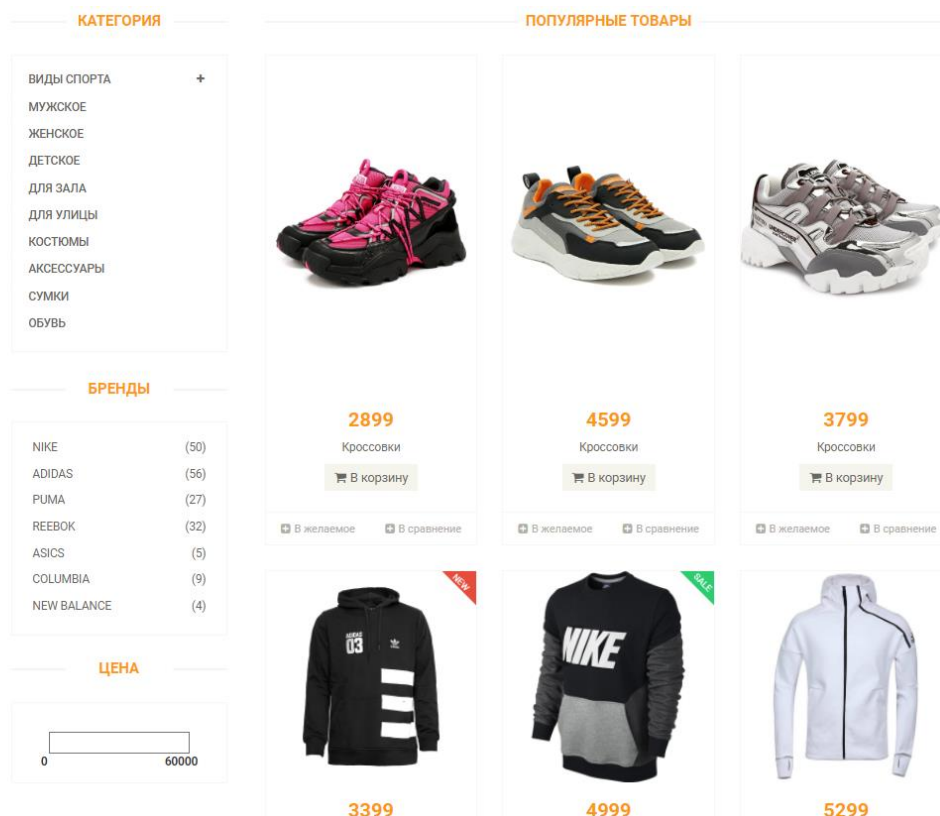 КАТЕГОРИЯ
ВИДЫ СПОРТА +
МУЖСКОЕ
ЖЕНСКОЕ
ДЕТСКОЕ
ДЛЯ ЗАЛА
ДЛЯ УЛИЦЫ
КОСТЮМЫ
АКСЕССУАРЫ
СУМКИ
ОБУВЬ
БРЕНДЫ
NIKE (50)
ADIDAS (56)
PUMA (27)
REEBOK (32)
ASICS (5)
COLUMBIA (9)
NEW BALANCE (4)
ЦЕНА
0 60000
ПОПУЛЯРНЫЕ ТОВАРЫ
2899
Кроссовки
В корзину
В желаемое В сравнение
4599
Кроссовки
В корзину
В желаемое В сравнение
3799
Кроссовки
В корзину
В желаемое В сравнение
NEW
ADIDAS
03
3399
SALE
NIKE
4999
5299